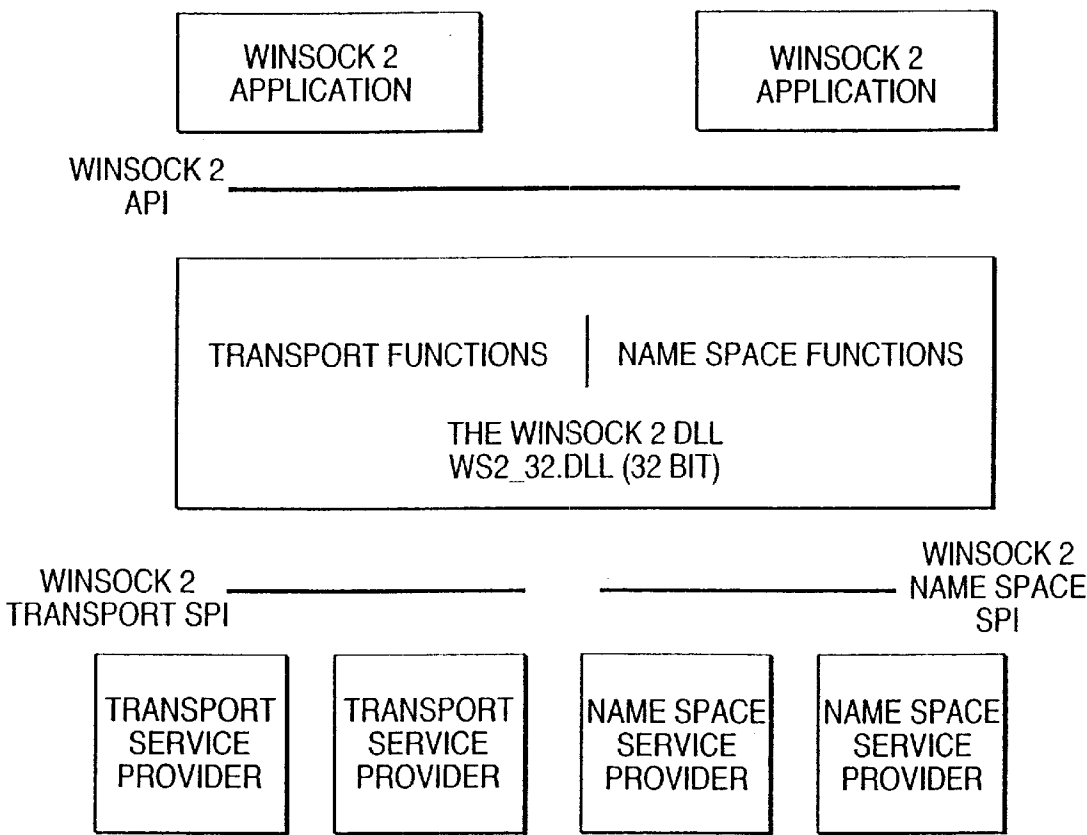 WINSOCK 2
APPLICATION
WINSOCK 2
APPLICATION
WINSOCK 2
API
TRANSPORT FUNCTIONS
NAME SPACE FUNCTIONS
THE WINSOCK 2 DLL
WS2_32.DLL (32 BIT)
WINSOCK 2
TRANSPORT SPI
WINSOCK 2
NAME SPACE
SPI
TRANSPORT
SERVICE
PROVIDER
TRANSPORT
SERVICE
PROVIDER
NAME SPACE
SERVICE
PROVIDER
NAME SPACE
SERVICE
PROVIDER